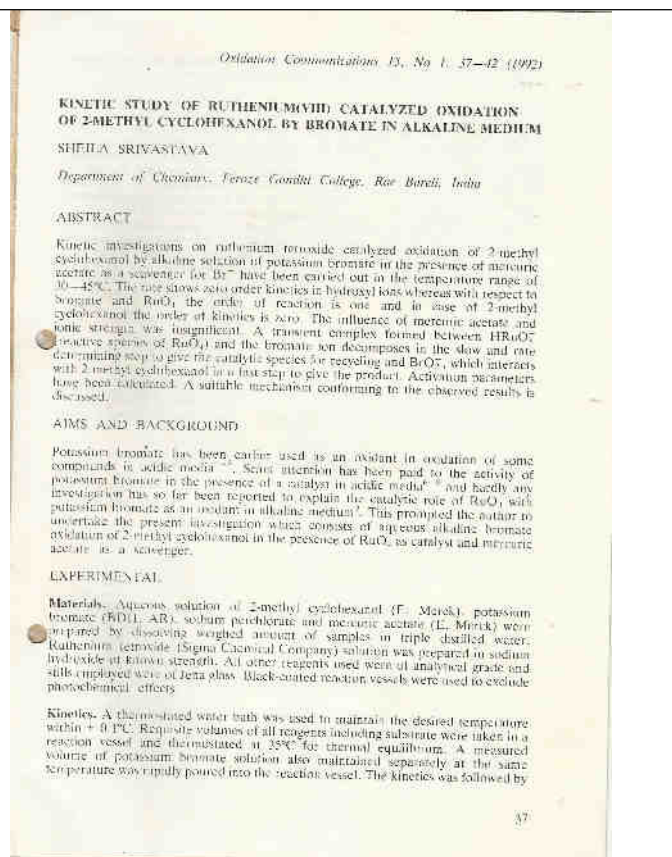 Oxidation Communications 15, No 1, 37—42 (1992)
KINETIC STUDY OF RUTHENIUM(VIII) CATALYZED OXIDATION
OF 2-METHYL CYCLOHEXANOL BY BROMATE IN ALKALINE MEDIUM
SHEILA SRIVASTAVA
Department of Chemistry, Feroze Gandhi College, Rae Bareli, India
ABSTRACT
Kinetic investigations on ruthenium tetroxide catalyzed oxidation of 2-methyl
cyclohexanol by alkaline solution of potassium bromate in the presence of mercuric
acetate as a scavenger for Br⁻ have been carried out in the temperature range of
30—45°C. The rate shows zero order kinetics in hydroxyl ions whereas with respect to
bromate and RuO₄ the order of reaction is one and in case of 2-methyl
cyclohexanol the order of kinetics is zero. The influence of mercuric acetate and
ionic strength was insignificant. A transient complex formed between HRuO₅⁻
(reactive species of RuO₄) and the bromate ion decomposes in the slow and rate
determining step to give the catalytic species for recycling and BrO₂⁻, which interacts
with 2-methyl cyclohexanol in a fast step to give the product. Activation parameters
have been calculated. A suitable mechanism conforming to the observed results is
discussed.
AIMS AND BACKGROUND
Potassium bromate has been earlier used as an oxidant in oxidation of some
compounds in acidic media. Scant attention has been paid to the activity of
potassium bromate in the presence of a catalyst in acidic media and hardly any
investigation has so far been reported to explain the catalytic role of RuO₄ with
potassium bromate as an oxidant in alkaline medium. This prompted the author to
undertake the present investigation which consists of aqueous alkaline bromate
oxidation of 2-methyl cyclohexanol in the presence of RuO₄ as catalyst and mercuric
acetate as a scavenger.
EXPERIMENTAL
Materials. Aqueous solution of 2-methyl cyclohexanol (E. Merck), potassium
bromate (BDH, AR), sodium perchlorate and mercuric acetate (E. Merck) were
prepared by dissolving weighed amount of samples in triple distilled water.
Ruthenium tetroxide (Sigma Chemical Company) solution was prepared in sodium
hydroxide of known strength. All other reagents used were of analytical grade and
stills employed were of Jena glass. Black-coated reaction vessels were used to exclude
photochemical effects.
Kinetics. A thermostated water bath was used to maintain the desired temperature
within ± 0.1°C. Requisite volumes of all reagents including substrate were taken in a
reaction vessel and thermostated at 35°C for thermal equilibrium. A measured
volume of potassium bromate solution also maintained separately at the same
temperature was rapidly poured into the reaction vessel. The kinetics was followed by
37